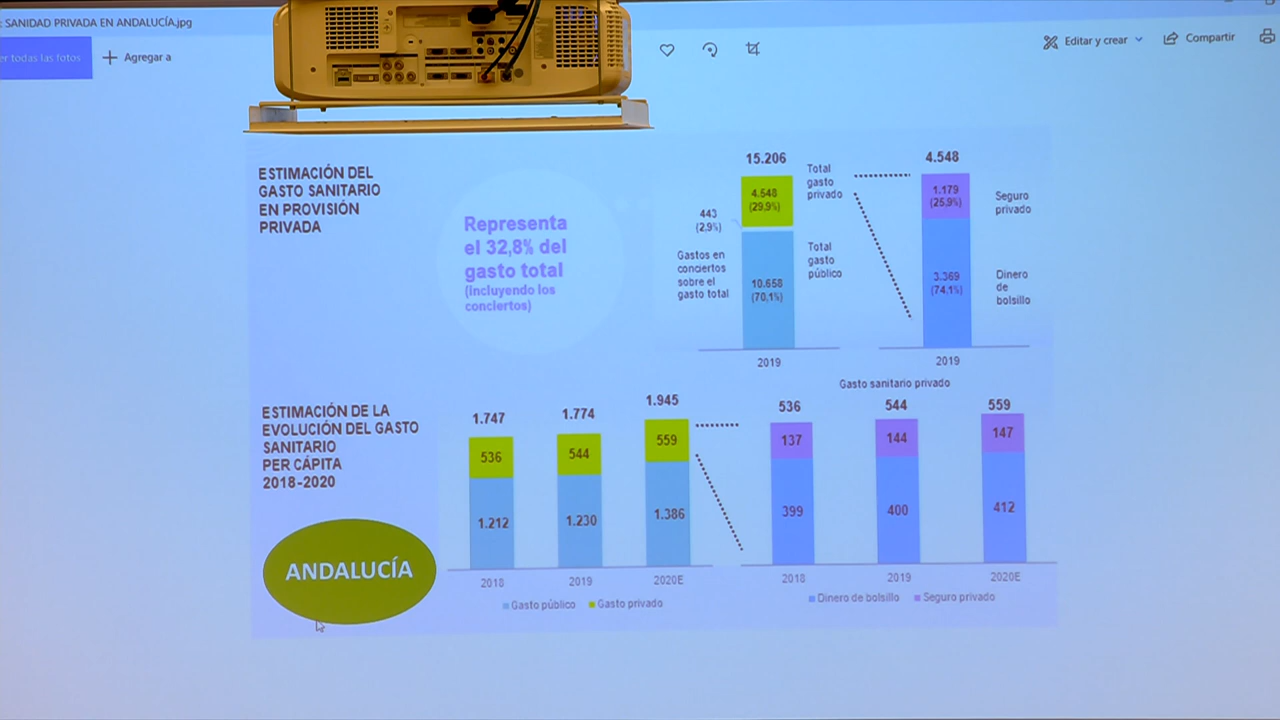 SANIDAD PRIVADA EN ANDALUCÍA.jpg
er todas las fotos
Agregar a
Editar y crear
Compartir
ESTIMACIÓN DEL
GASTO SANITARIO
EN PROVISIÓN
PRIVADA
Representa
el 32,8% del
gasto total
(incluyendo los
conciertos)
443
(2,9%)
Gastos en
conciertos
sobre el
gasto total
15.206
4.548
(29,9%)
10.658
(70,1%)
2019
Total
gasto
privado
Total
gasto
público
4.548
1.179
(25,9%)
3.369
(74,1%)
2019
Seguro
privado
Dinero
de
bolsillo
ESTIMACIÓN DE LA
EVOLUCIÓN DEL GASTO
SANITARIO
PER CÁPITA
2018-2020
ANDALUCÍA
1.747
1.774
1.945
536
544
559
1.212
1.230
1.386
2018
2019
2020E
Gasto público
Gasto privado
Gasto sanitario privado
536
544
559
137
144
147
399
400
412
2018
2019
2020E
Dinero de bolsillo
Seguro privado